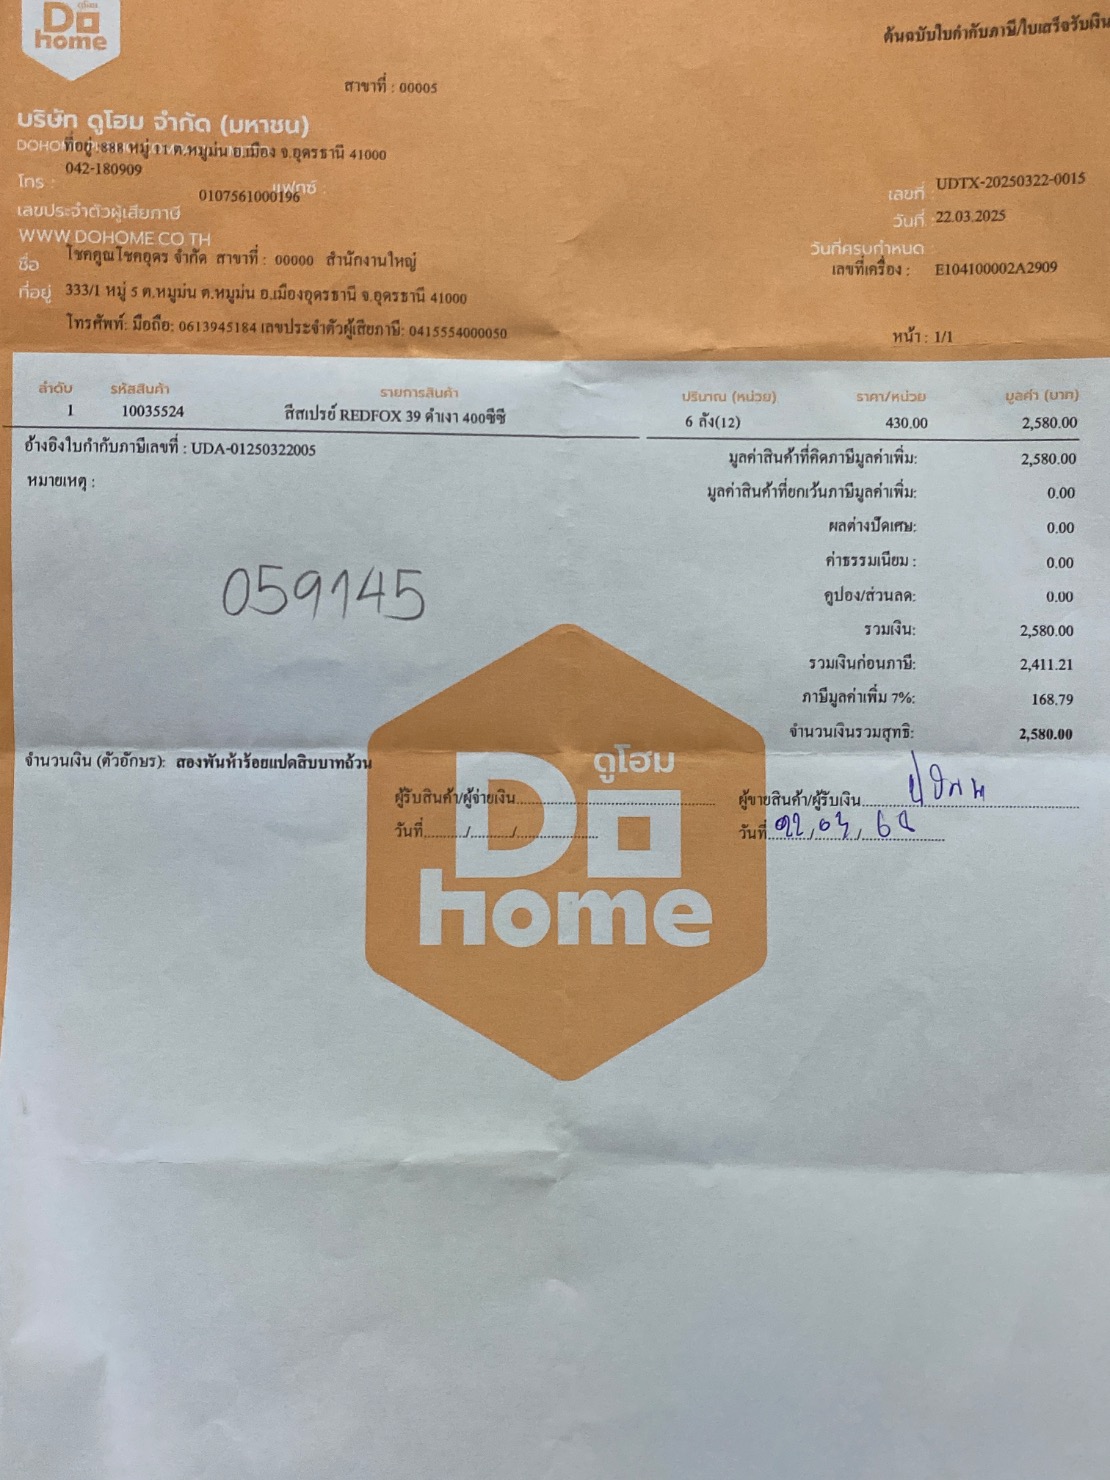 ดูโฮม
Do
home
ต้นฉบับใบกำกับภาษี/ใบเสร็จรับเงิน
สาขาที่ : 00005
บริษัท ดูโฮม จำกัด (มหาชน)
ที่อยู่ :888 หมู่ 11 ต.หมูม่น อ.เมือง จ.อุดรธานี 41000
โทร : 042-180909
แฟกซ์ :
เลขประจำตัวผู้เสียภาษี 0107561000196
WWW.DOHOME.CO.TH
เลขที่ : UDTX-20250322-0015
วันที่ : 22.03.2025
วันที่ครบกำหนด :
เลขที่เครื่อง : E104100002A2909
ชื่อ โชคคูณโชคอุดร จำกัด สาขาที่ : 00000 สำนักงานใหญ่
ที่อยู่ 333/1 หมู่ 5 ต.หมูม่น ต.หมูม่น อ.เมืองอุดรธานี จ.อุดรธานี 41000
โทรศัพท์: มือถือ: 0613945184 เลขประจำตัวผู้เสียภาษี: 0415554000050
หน้า : 1/1
ลำดับ รหัสสินค้า รายการสินค้า ปริมาณ (หน่วย) ราคา/หน่วย มูลค่า (บาท)
1 10035524 สีสเปรย์ REDFOX 39 ดำเงา 400ซีซี 6 ลัง(12) 430.00 2,580.00
อ้างอิงใบกำกับภาษีเลขที่ : UDA-01250322005
หมายเหตุ :
มูลค่าสินค้าที่คิดภาษีมูลค่าเพิ่ม: 2,580.00
มูลค่าสินค้าที่ยกเว้นภาษีมูลค่าเพิ่ม: 0.00
ผลต่างปัดเศษ: 0.00
ค่าธรรมเนียม : 0.00
คูปอง/ส่วนลด: 0.00
รวมเงิน: 2,580.00
รวมเงินก่อนภาษี: 2,411.21
ภาษีมูลค่าเพิ่ม 7%: 168.79
จำนวนเงินรวมสุทธิ: 2,580.00
059145
จำนวนเงิน (ตัวอักษร): สองพันห้าร้อยแปดสิบบาทถ้วน
ผู้รับสินค้า/ผู้จ่ายเงิน
ผู้ขายสินค้า/ผู้รับเงิน
วันที่ / /
วันที่ 22 / 03 / 68
ดูโฮม
Do
home